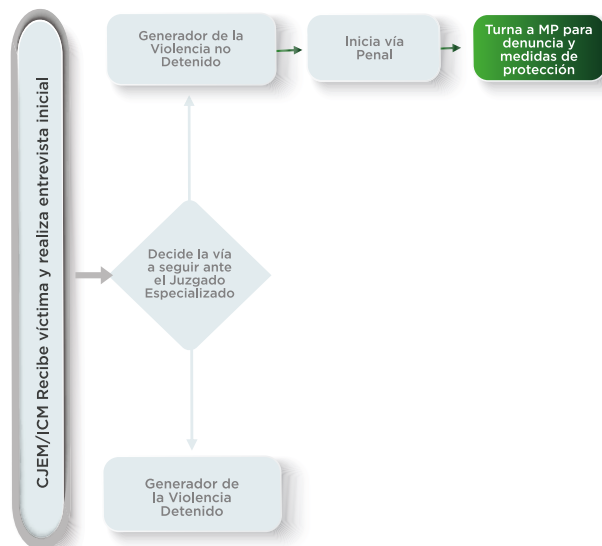 CJEM/ICM Recibe víctima y realiza entrevista inicial
Generador de la
Violencia no
Detenido
Inicia vía
Penal
Turna a MP para
denuncia y
medidas de
protección
Decide la vía
a seguir ante
el Juzgado
Especializado
Generador de
la Violencia
Detenido